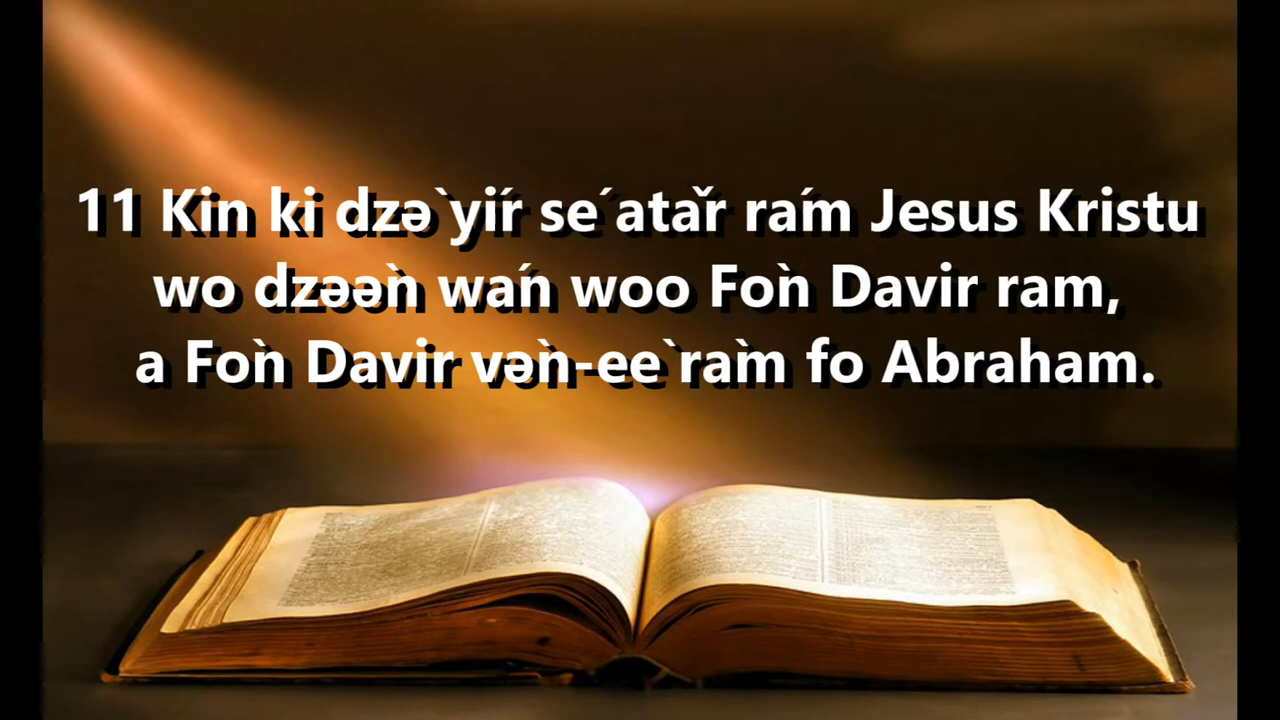 11 Kin ki dzə̀ yiŕ se ́atař raḿ Jesus Kristu
wo dzəəǹ wań woo Foǹ Davir ram,
a Foǹ Davir vəǹ-ee ̀ram̀ fo Abraham.